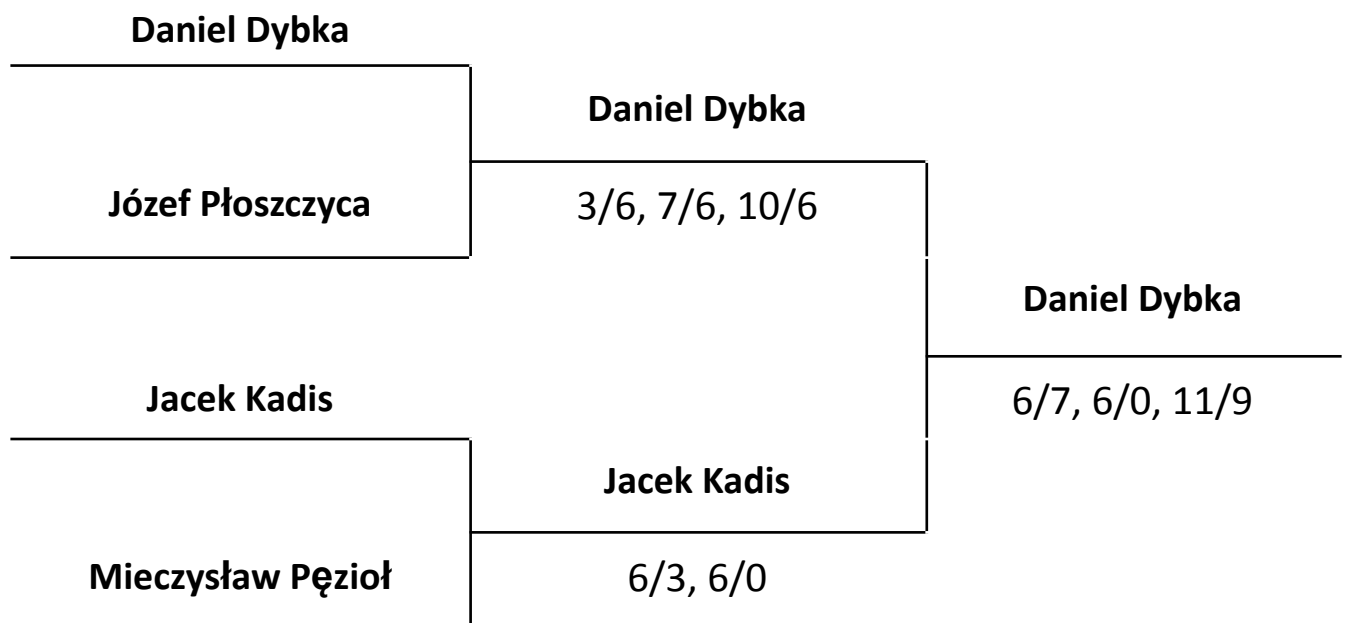 Daniel Dybka
Daniel Dybka
Józef Płoszczyca
3/6, 7/6, 10/6
Daniel Dybka
Jacek Kadis
6/7, 6/0, 11/9
Jacek Kadis
Mieczysław Pęzioł
6/3, 6/0